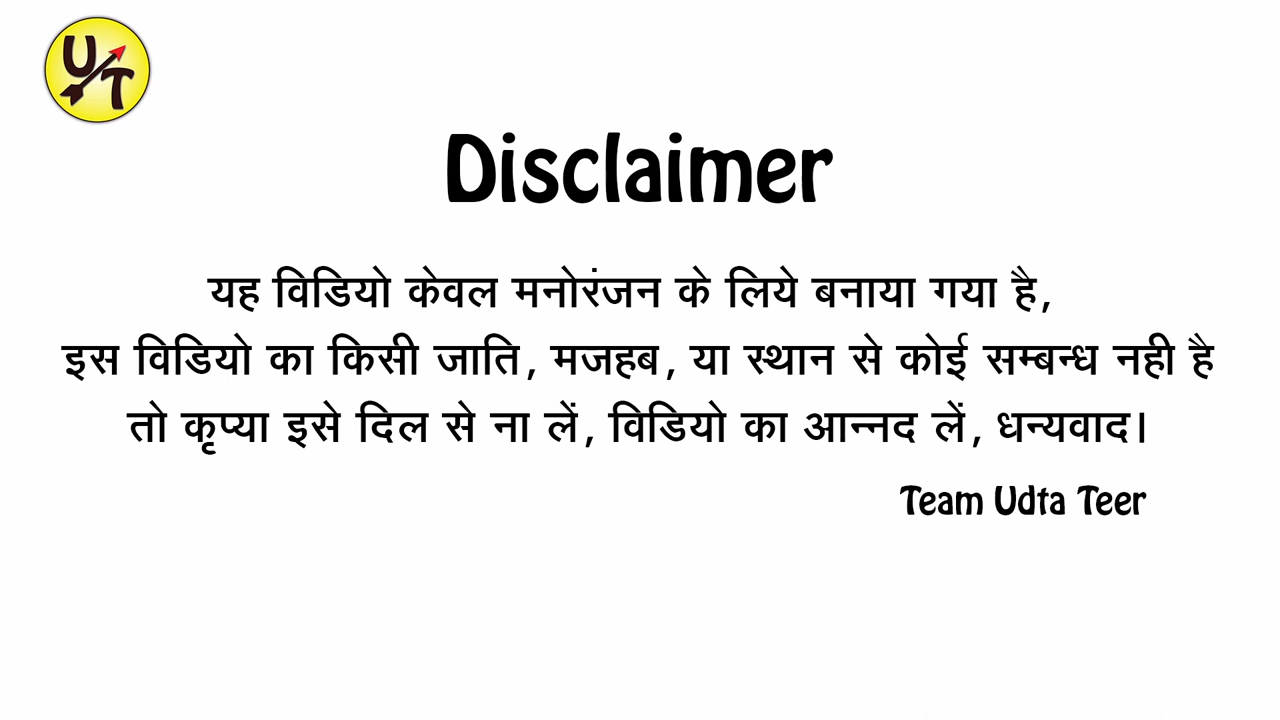 UT
Disclaimer
यह विडियो केवल मनोरंजन के लिये बनाया गया है,
इस विडियो का किसी जाति, मजहब, या स्थान से कोई सम्बन्ध नही है
तो कृप्या इसे दिल से ना लें, विडियो का आन्नद लें, धन्यवाद।
Team Udta Teer